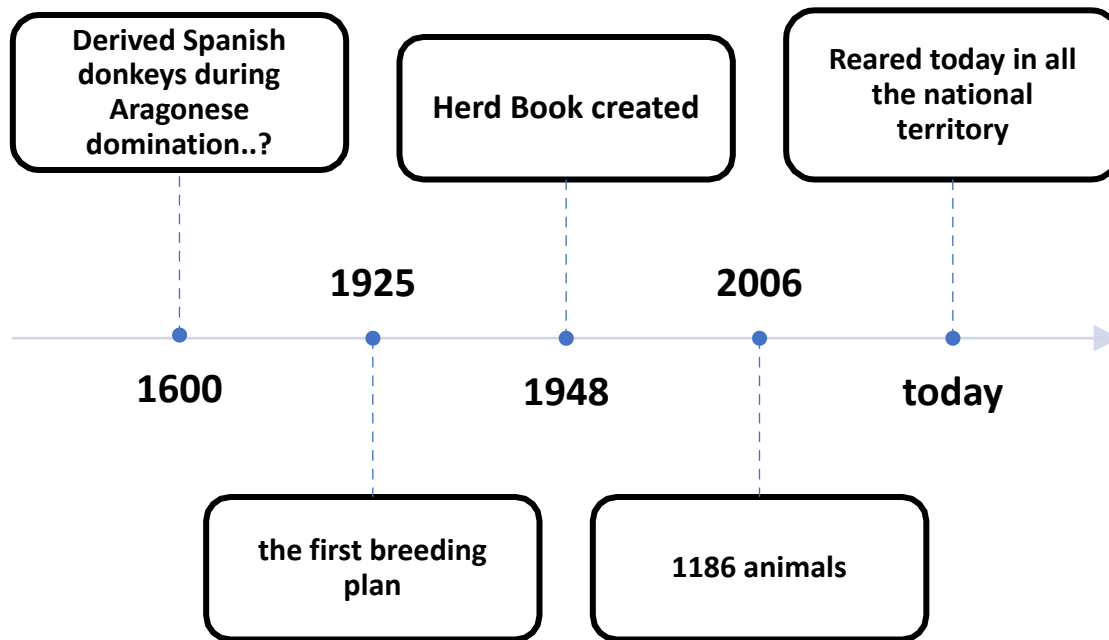 Derived Spanish
donkeys during
Aragonese
domination..?
Herd Book created
Reared today in all
the national
territory
1925
2006
1600
1948
today
the first breeding
plan
1186 animals